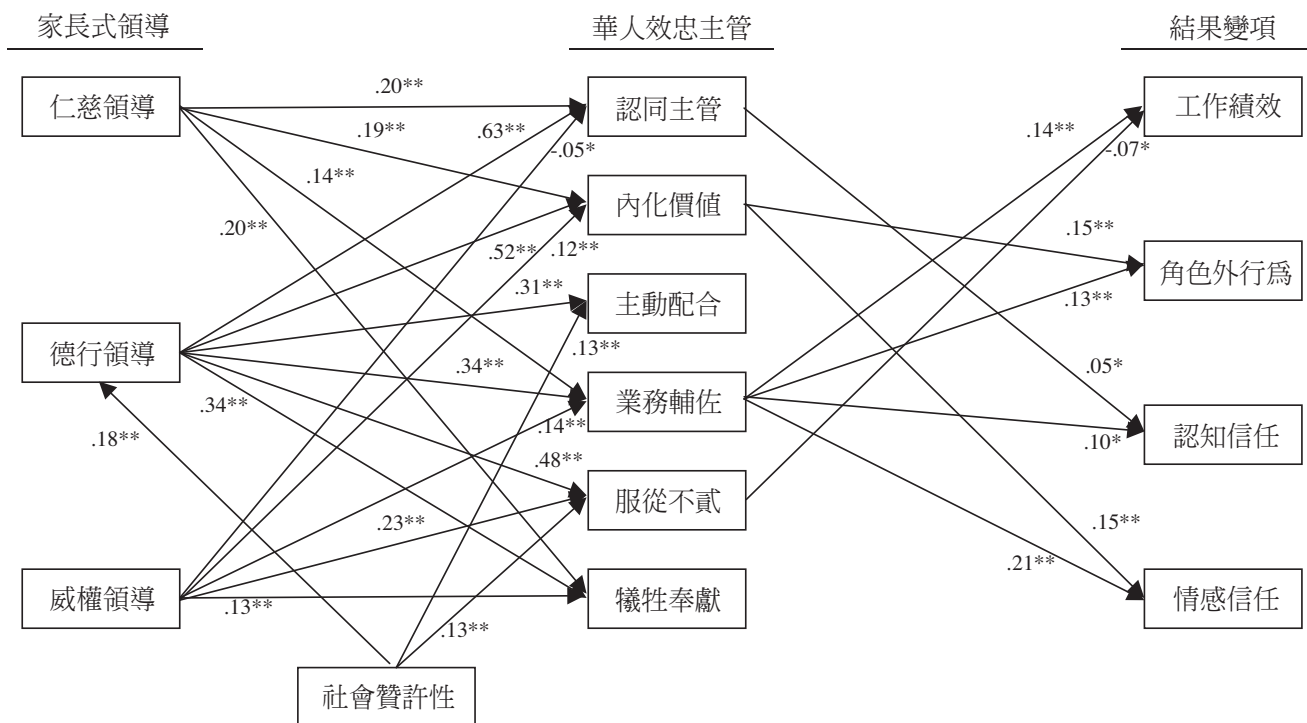 家長式領導
華人效忠主管
結果變項
仁慈領導
認同主管
工作績效
.20**
.14**
.19**
.63**
-.05*
-.07*
.14**
內化價値
.20**
.15**
.52**
.12**
角色外行爲
.31**
主動配合
.13**
.13**
德行領導
.34**
.05*
.34**
業務輔佐
.14**
.10*
認知信任
.18**
.48**
服從不貳
.23**
.15**
.21**
威權領導
.13**
犧牲奉獻
情感信任
.13**
社會贊許性